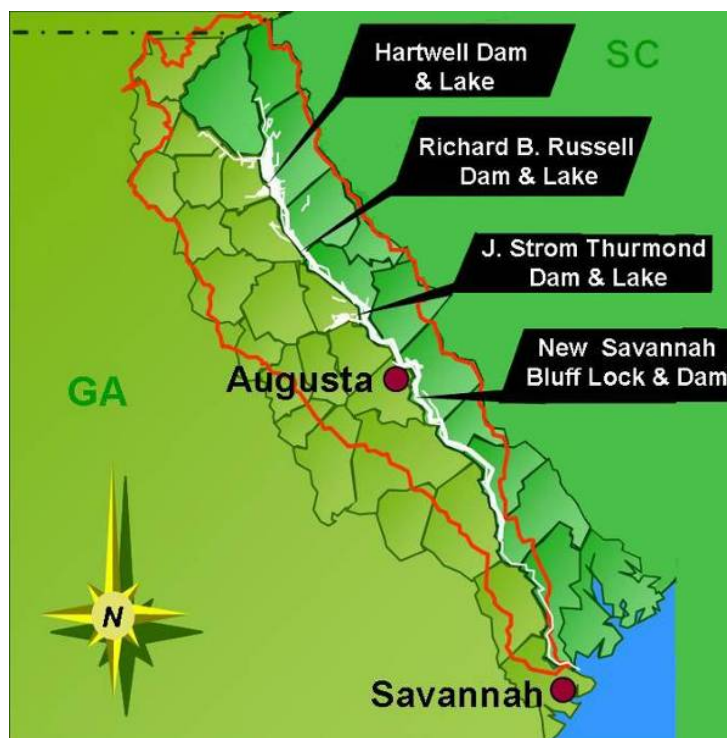 Hartwell Dam
& Lake
SC
Richard B. Russell
Dam & Lake
J. Strom Thurmond
Dam & Lake
New Savannah
Bluff Lock & Dam
Augusta
GA
N
Savannah